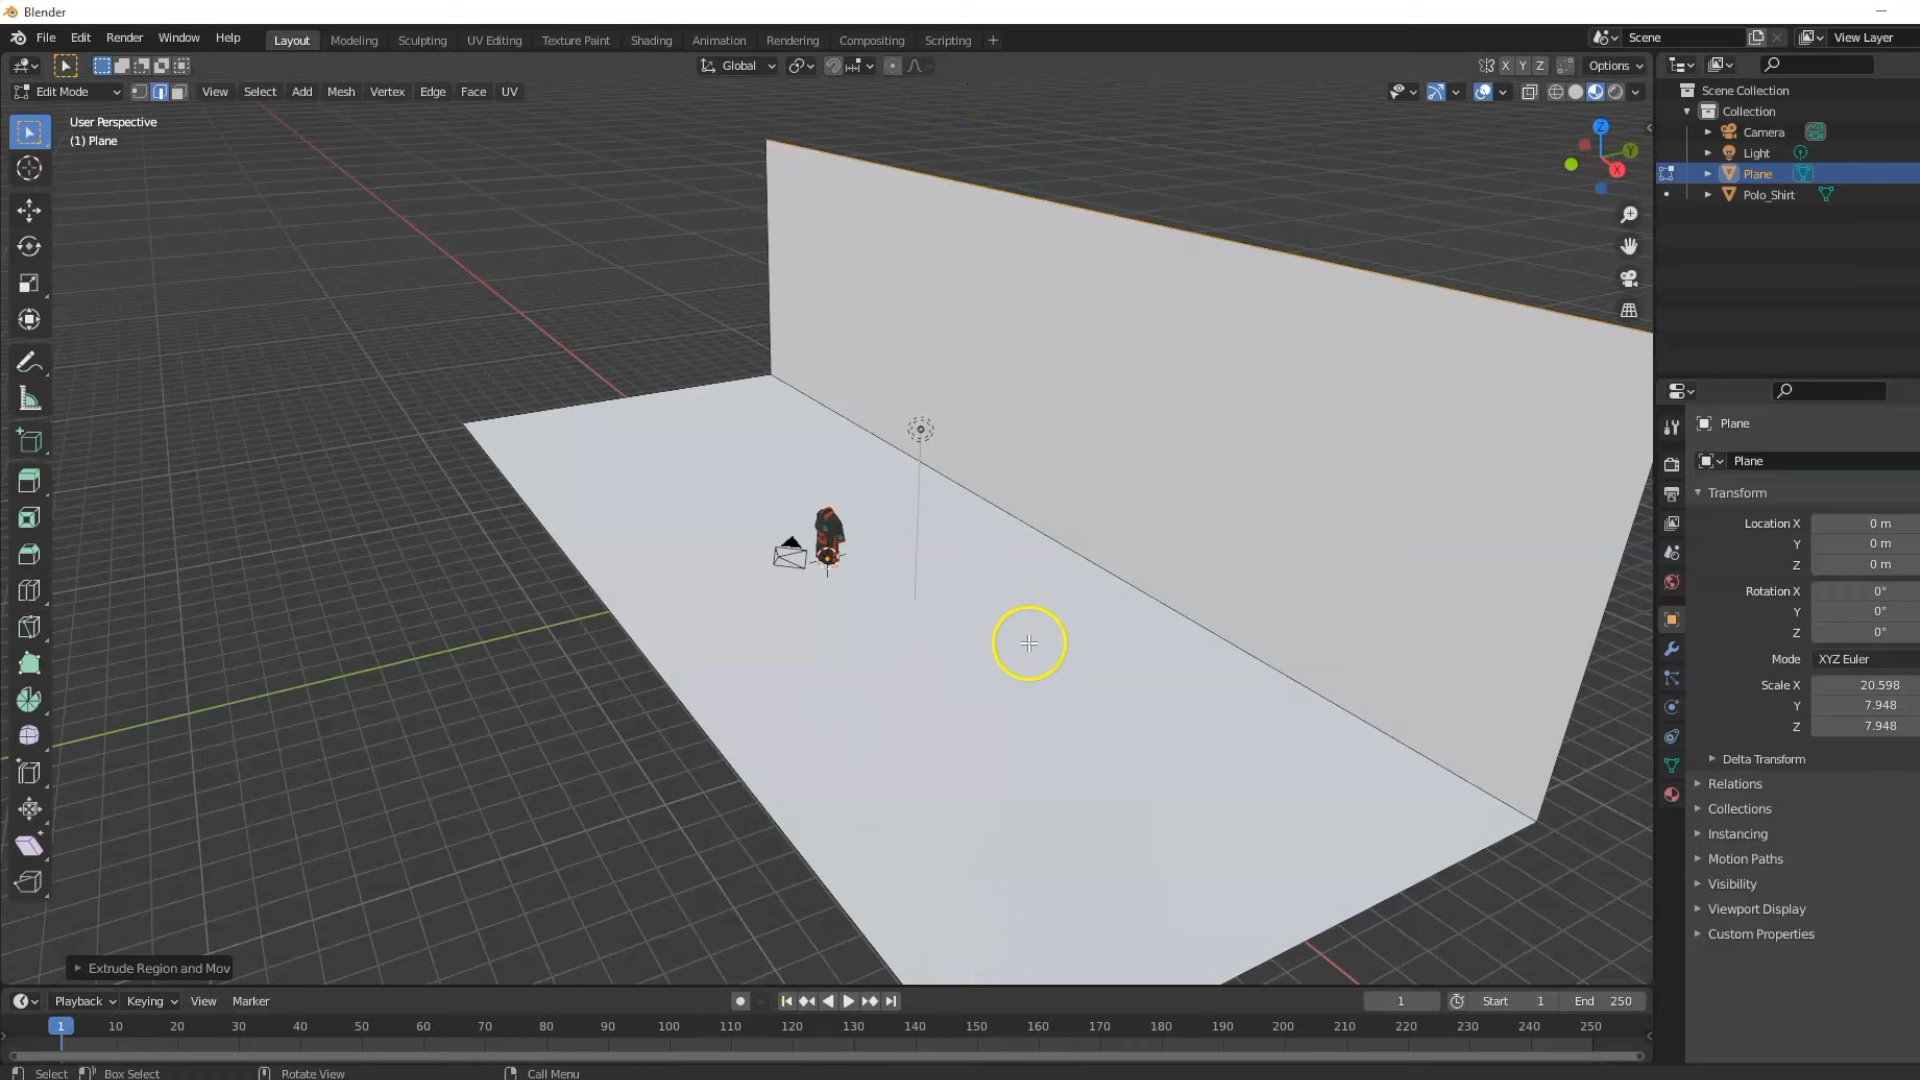 Blender
File Edit Render Window Help Layout Modeling Sculpting UV Editing Texture Paint Shading Animation Rendering Compositing Scripting + Scene View Layer
Global X Y Z Options
Edit Mode View Select Add Mesh Vertex Edge Face UV
User Perspective
(1) Plane
Z
Y
X
Scene Collection
Collection
Camera
Light
Plane
Polo_Shirt
Plane
Plane
Transform
Location X 0 m
Y 0 m
Z 0 m
Rotation X 0°
Y 0°
Z 0°
Mode XYZ Euler
Scale X 20.598
Y 7.948
Z 7.948
Delta Transform
Relations
Collections
Instancing
Motion Paths
Visibility
Viewport Display
Custom Properties
Extrude Region and Mov
Playback Keying View Marker 1 Start 1 End 250
1 10 20 30 40 50 60 70 80 90 100 110 120 130 140 150 160 170 180 190 200 210 220 230 240 250
Select Box Select Rotate View Call Menu